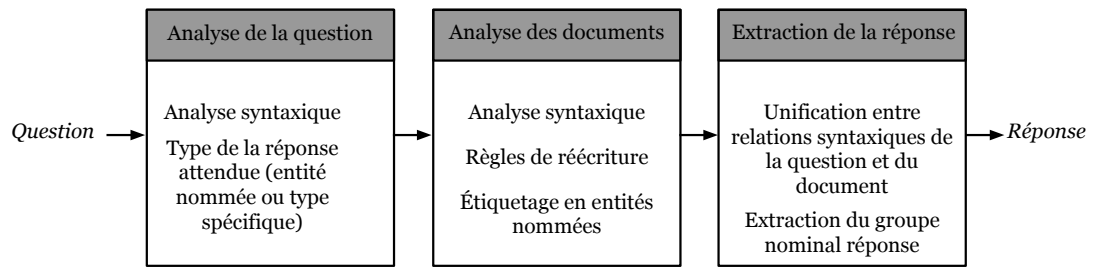 Analyse de la question
Analyse des documents
Extraction de la réponse
Question
Analyse syntaxique
Type de la réponse
attendue (entité
nommée ou type
spécifique)
Analyse syntaxique
Règles de réécriture
Étiquetage en entités
nommées
Unification entre
relations syntaxiques de
la question et du
document
Extraction du groupe
nominal réponse
Réponse